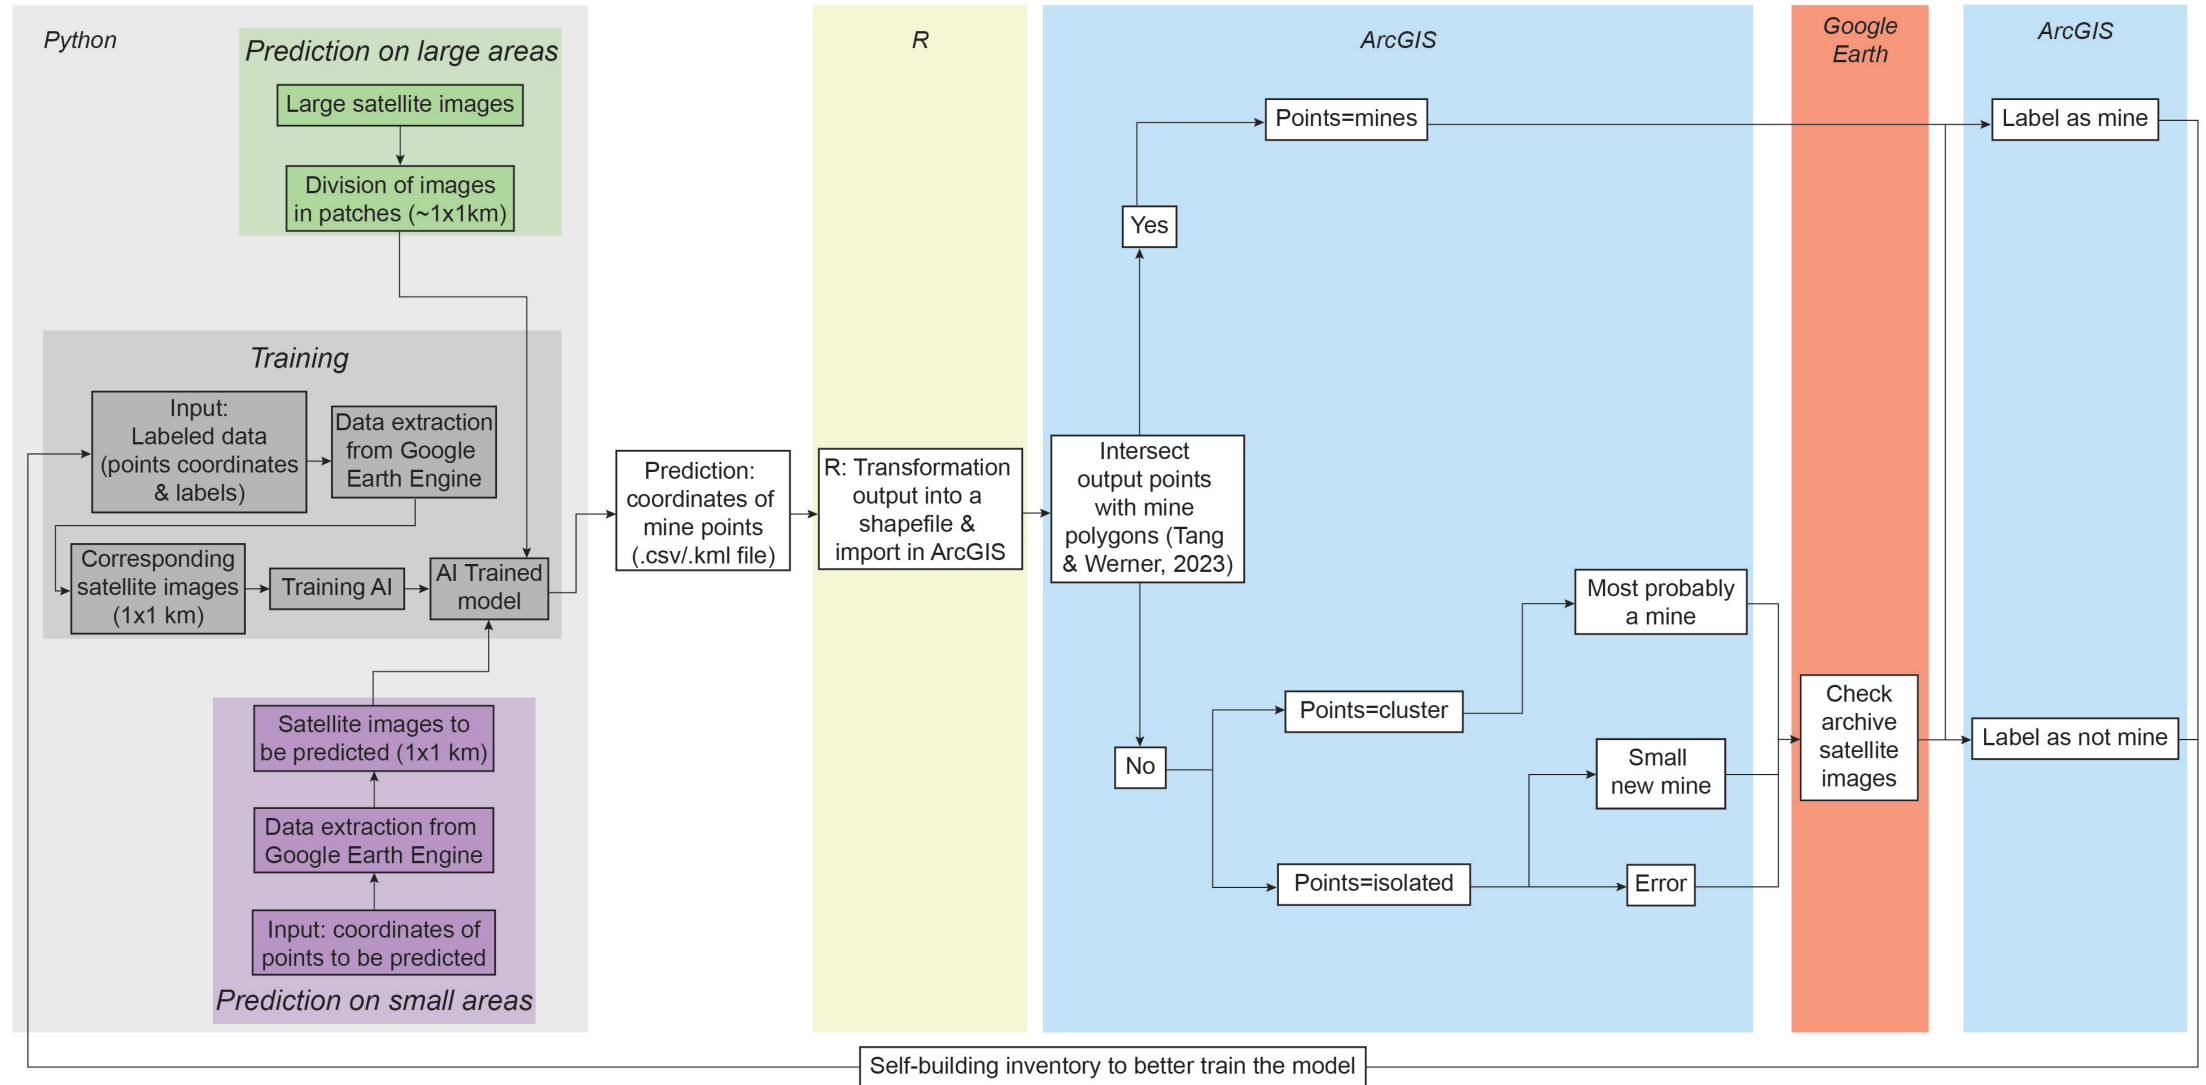 Python
Prediction on large areas
Large satellite images
Division of images
in patches (~1x1km)
Training
Input:
Labeled data
(points coordinates
& labels)
Data extraction
from Google
Earth Engine
Corresponding
satellite images
(1x1 km)
Training AI
AI Trained
model
Satellite images to
be predicted (1x1 km)
Data extraction from
Google Earth Engine
Input: coordinates of
points to be predicted
Prediction on small areas
Prediction:
coordinates of
mine points
(.csv/.kml file)
R
R: Transformation
output into a
shapefile &
import in ArcGIS
ArcGIS
Points=mines
Yes
Intersect
output points
with mine
polygons (Tang
& Werner, 2023)
Most probably
a mine
Points=cluster
No
Small
new mine
Points=isolated
Error
Google
Earth
Check
archive
satellite
images
ArcGIS
Label as mine
Label as not mine
Self-building inventory to better train the model